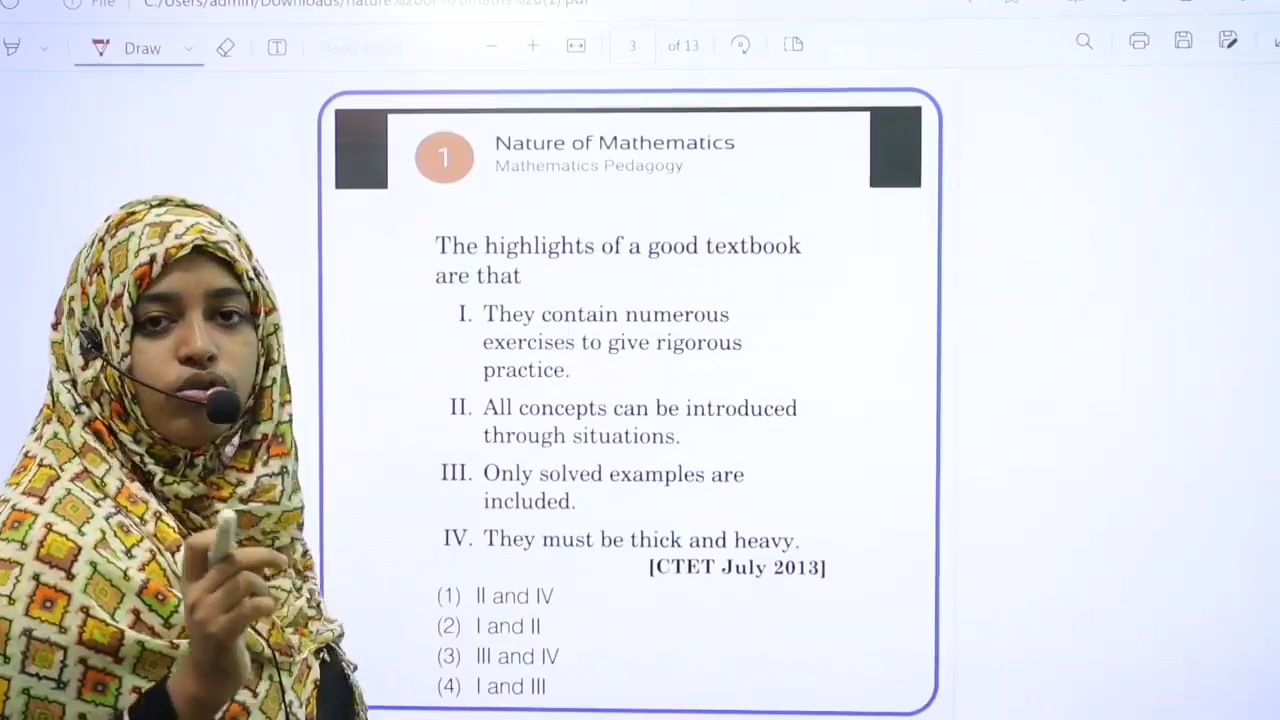 File
Draw
3
of 13
1
Nature of Mathematics
Mathematics Pedagogy
The highlights of a good textbook
are that
I. They contain numerous
exercises to give rigorous
practice.
II. All concepts can be introduced
through situations.
III. Only solved examples are
included.
IV. They must be thick and heavy.
[CTET July 2013]
(1) II and IV
(2) I and II
(3) III and IV
(4) I and III